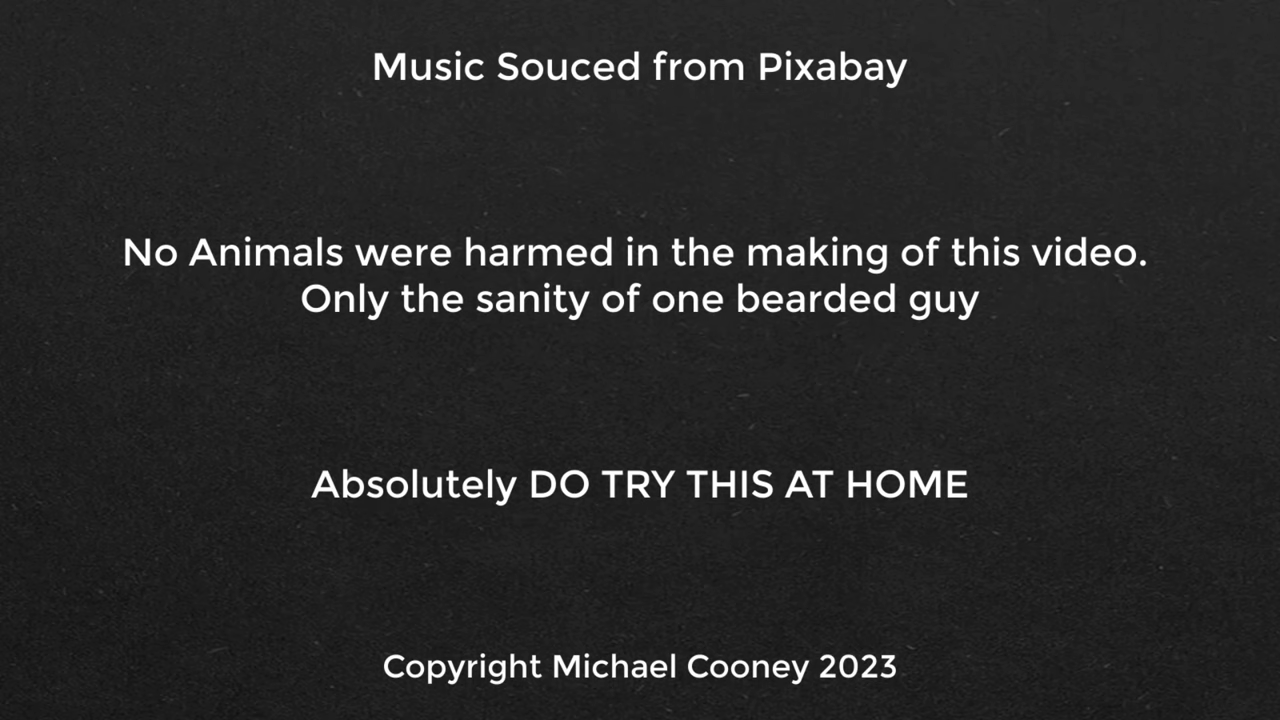 Music Souced from Pixabay
No Animals were harmed in the making of this video.
Only the sanity of one bearded guy
Absolutely DO TRY THIS AT HOME
Copyright Michael Cooney 2023